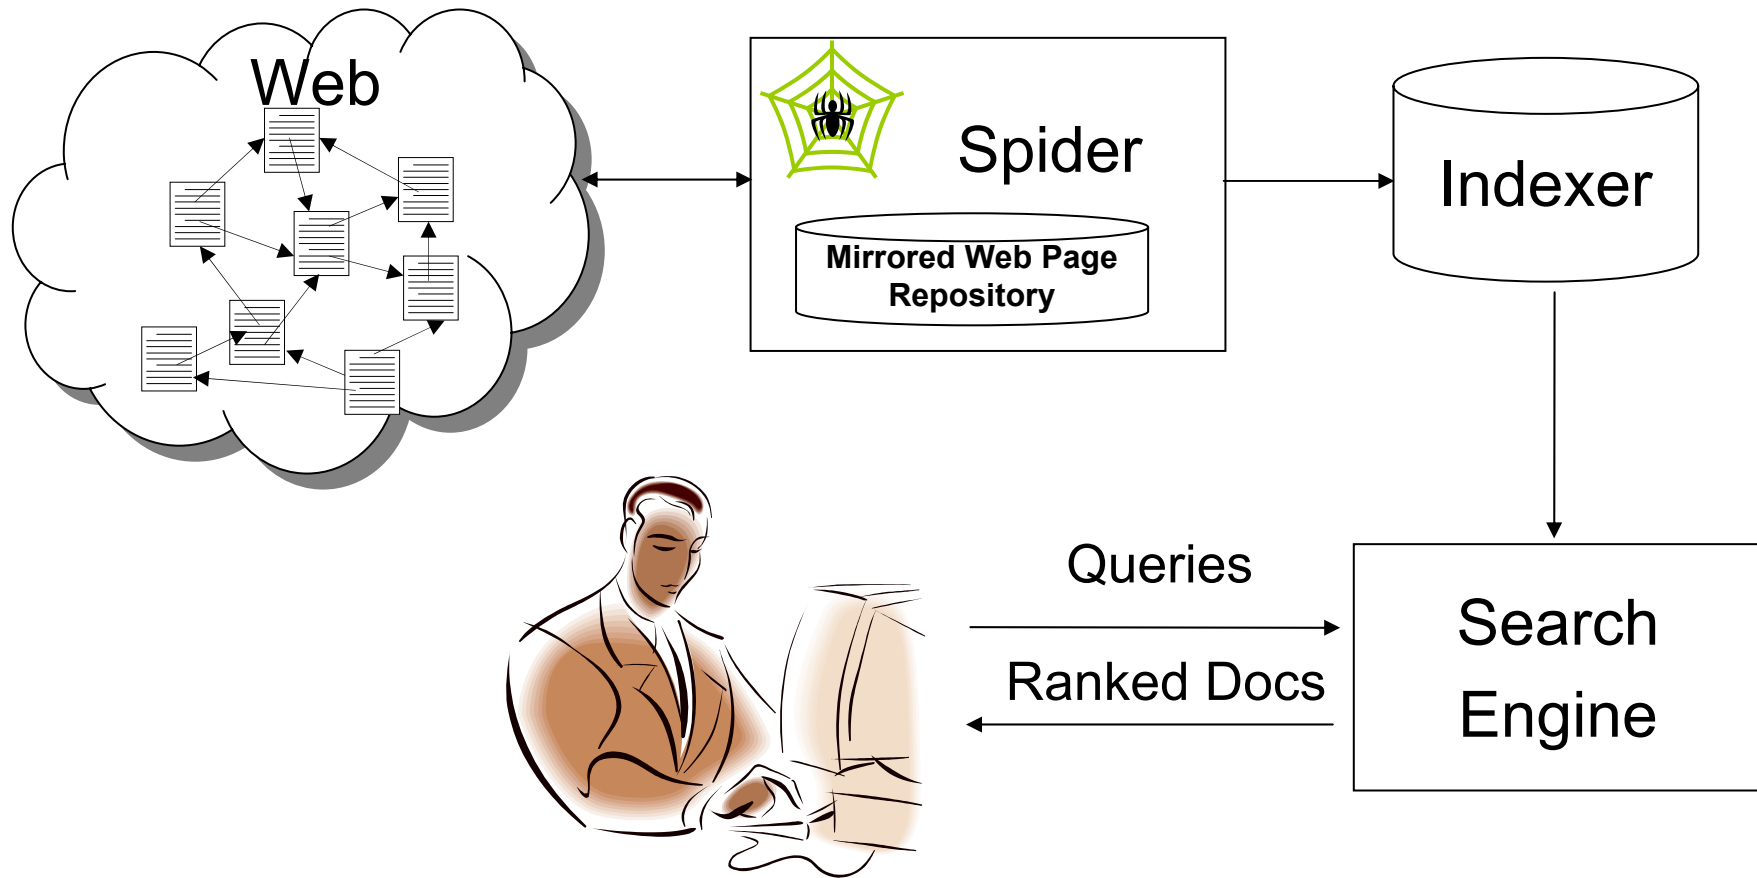 Web
Spider
Mirrored Web Page
Repository
Indexer
Queries
Ranked Docs
Search
Engine